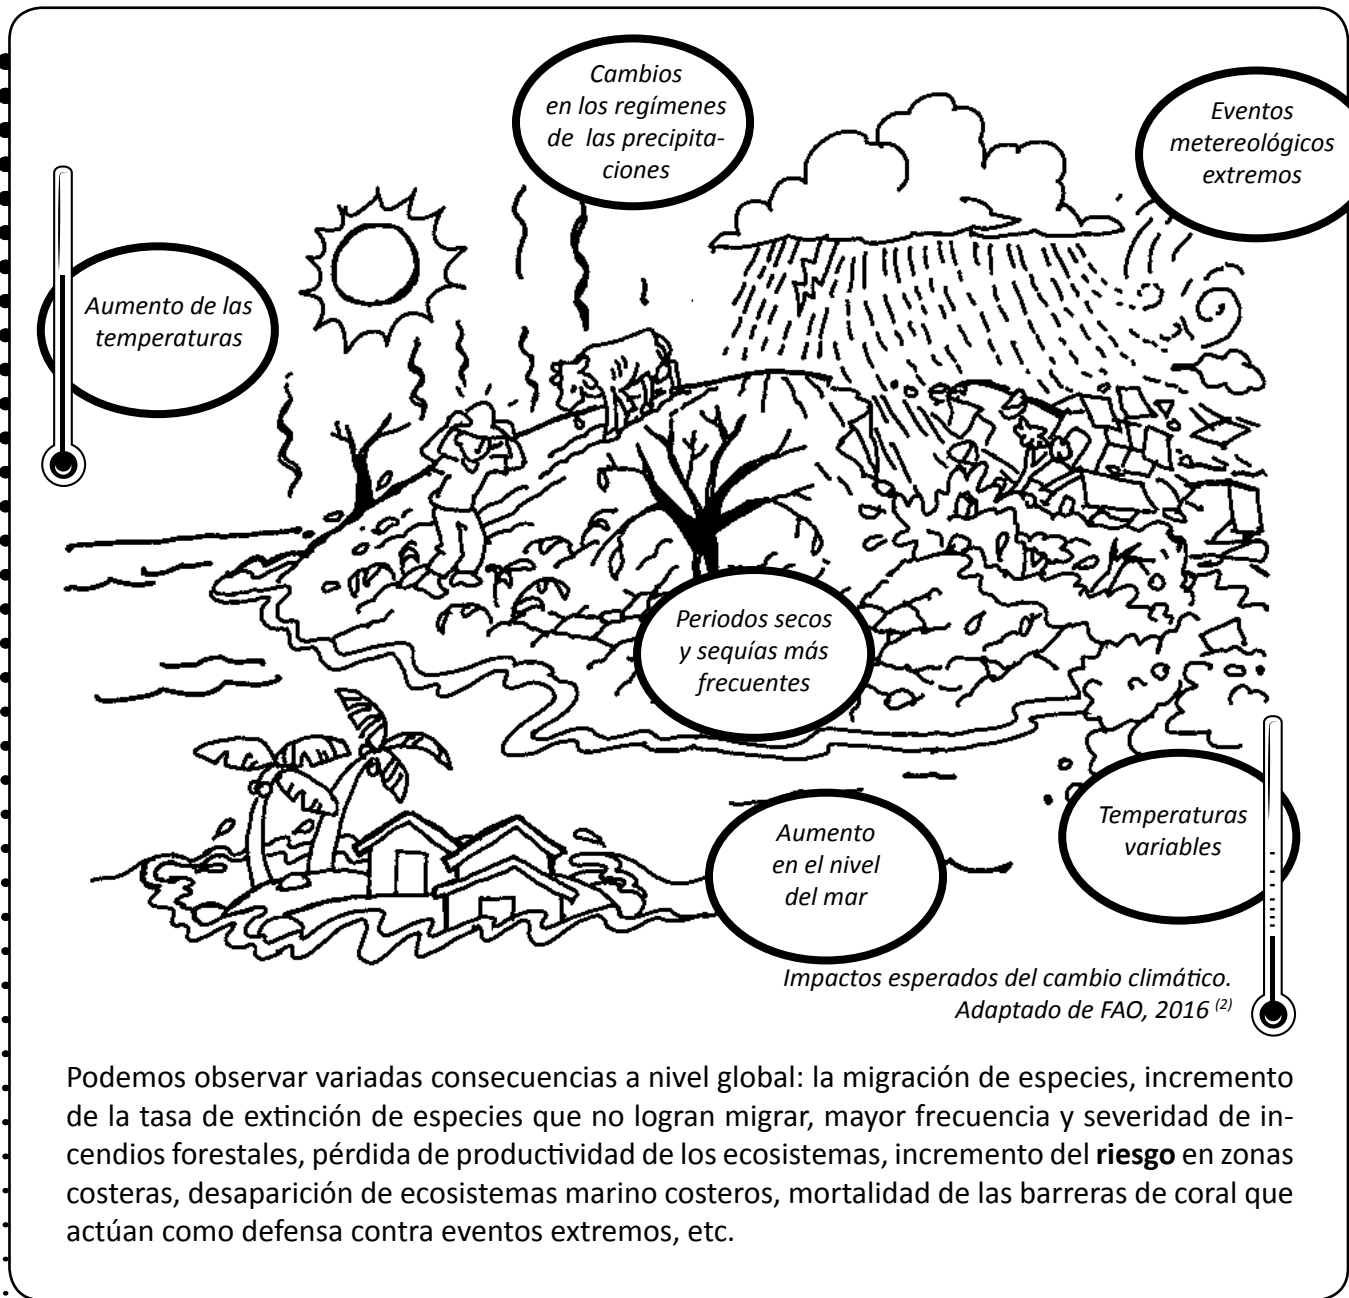 Cambios
en los regímenes
de las precipita-
ciones
Eventos
metereológicos
extremos
Aumento de las
temperaturas
Periodos secos
y sequías más
frecuentes
Temperaturas
variables
Aumento
en el nivel
del mar
Impactos esperados del cambio climático.
Adaptado de FAO, 2016 (2)
Podemos observar variadas consecuencias a nivel global: la migración de especies, incremento
de la tasa de extinción de especies que no logran migrar, mayor frecuencia y severidad de in-
cendios forestales, pérdida de productividad de los ecosistemas, incremento del riesgo en zonas
costeras, desaparición de ecosistemas marino costeros, mortalidad de las barreras de coral que
actúan como defensa contra eventos extremos, etc.